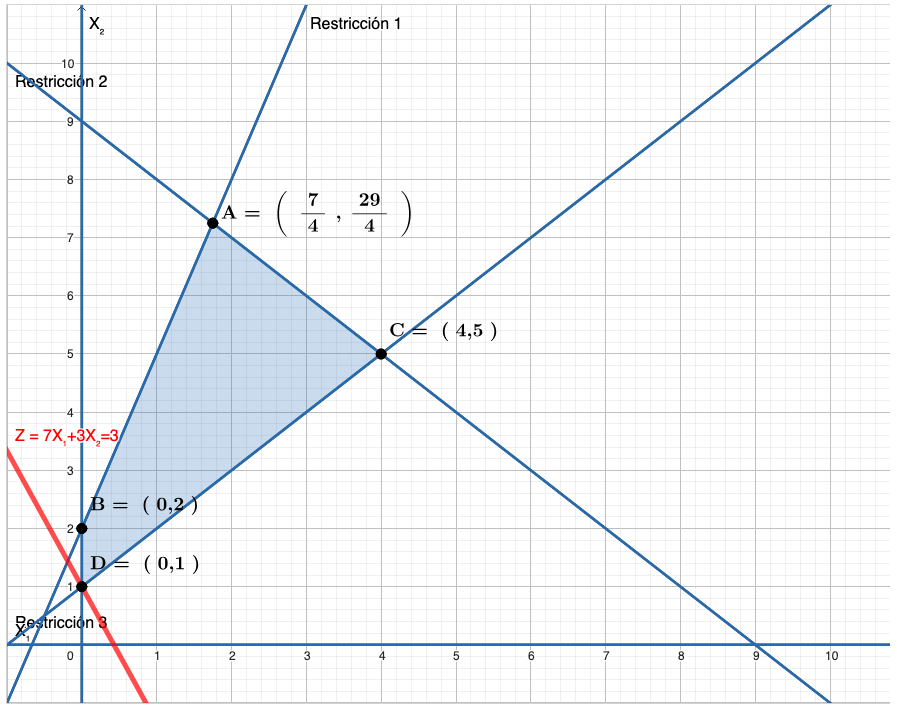 X₂
Restricción 1
10
Restricción 2
9
8
A = ( 7/4 , 29/4 )
7
6
C = ( 4,5 )
5
4
Z = 7X₁+3X₂=3
3
B = ( 0,2 )
2
D = ( 0,1 )
1
Restricción 3
X₁
0 1 2 3 4 5 6 7 8 9 10